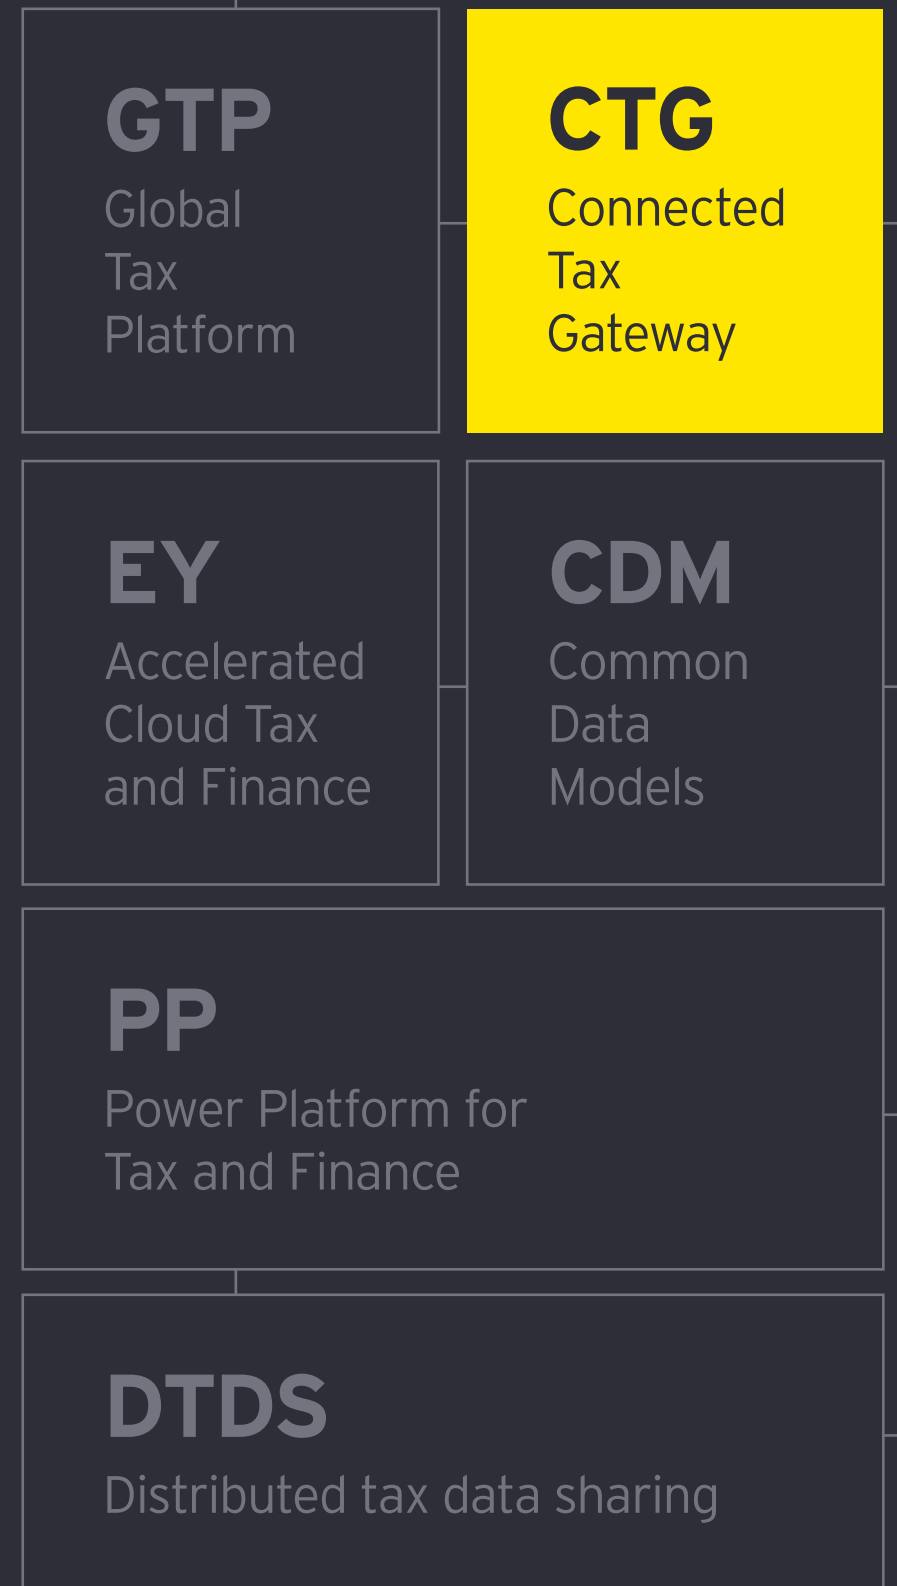 GTP
Global
Tax
Platform
CTG
Connected
Tax
Gateway
EY
Accelerated
Cloud Tax
and Finance
CDM
Common
Data
Models
PP
Power Platform for
Tax and Finance
DTDS
Distributed tax data sharing